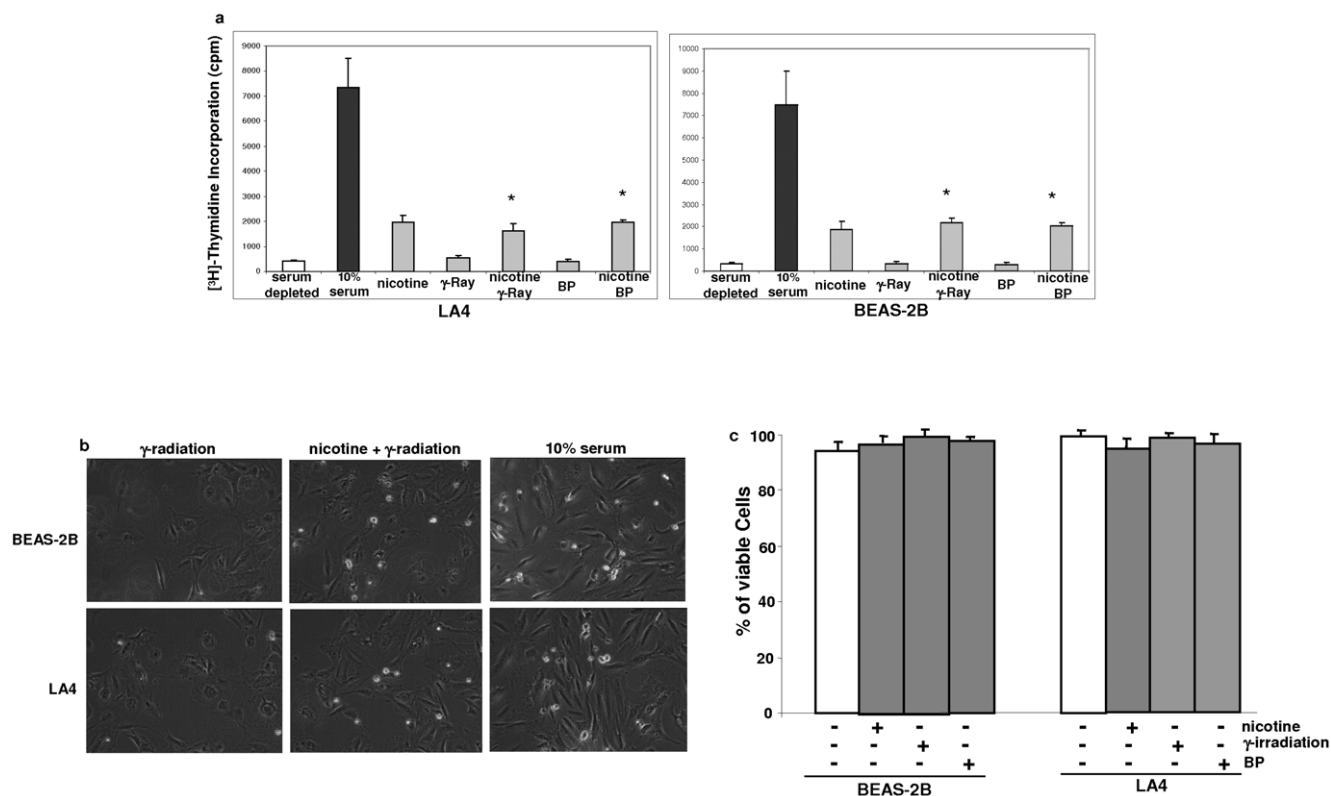 a
[³H]-Thymidine Incorporation (cpm)
9000
8000
7000
6000
5000
4000
3000
2000
1000
0
* *
serum depleted
10% serum
nicotine
γ-Ray
nicotine γ-Ray
BP
nicotine BP
LA4
10000
9000
8000
7000
6000
5000
4000
3000
2000
1000
0
* *
serum depleted
10% serum
nicotine
γ-Ray
nicotine γ-Ray
BP
nicotine BP
BEAS-2B
b
γ-radiation
nicotine + γ-radiation
10% serum
BEAS-2B
LA4
c
% of viable Cells
100
80
60
40
20
0
- + - - - + - - nicotine
- - + - - - + - γ-irradiation
- - - + - - - + BP
BEAS-2B
LA4